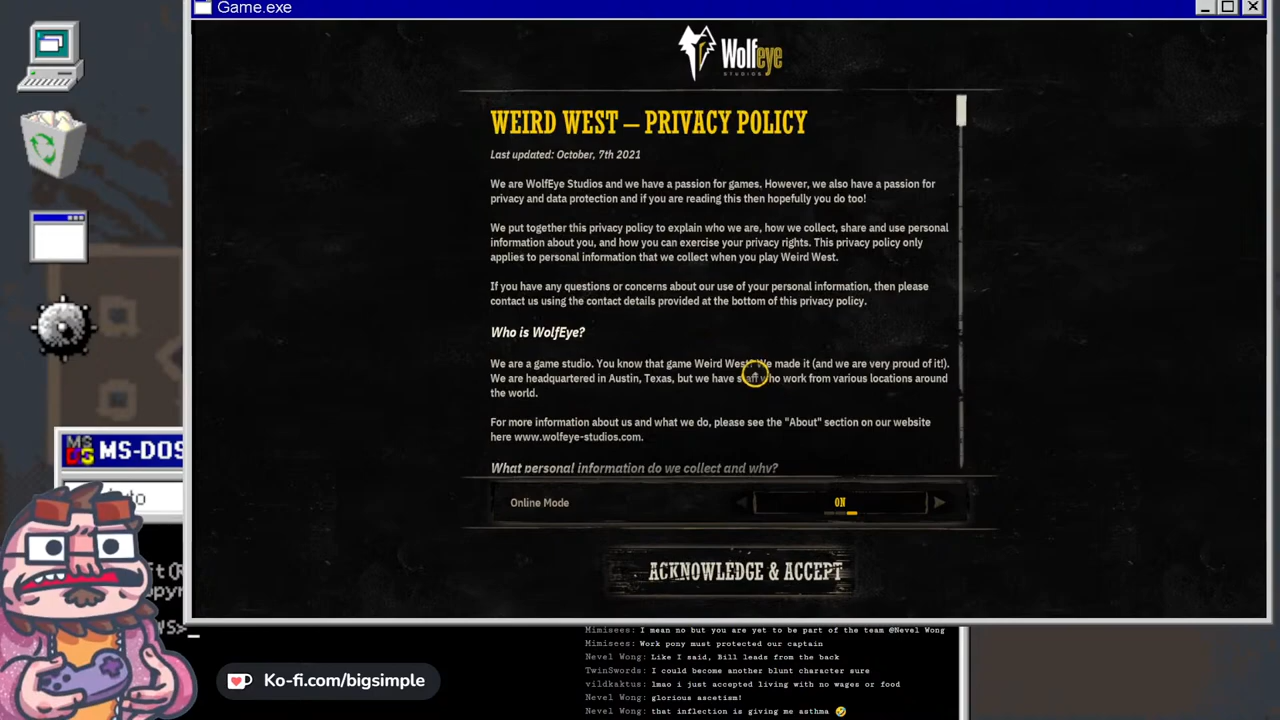 Game.exe
Wolfeye
STUDIOS
WEIRD WEST – PRIVACY POLICY
Last updated: October, 7th 2021
We are WolfEye Studios and we have a passion for games. However, we also have a passion for
privacy and data protection and if you are reading this then hopefully you do too!
We put together this privacy policy to explain who we are, how we collect, share and use personal
information about you, and how you can exercise your privacy rights. This privacy policy only
applies to personal information that we collect when you play Weird West.
If you have any questions or concerns about our use of your personal information, then please
contact us using the contact details provided at the bottom of this privacy policy.
Who is WolfEye?
We are a game studio. You know that game Weird West? We made it (and we are very proud of it!).
We are headquartered in Austin, Texas, but we have staff who work from various locations around
the world.
For more information about us and what we do, please see the "About" section on our website
here www.wolfeye-studios.com.
What personal information do we collect and why?
Online Mode
ON
ACKNOWLEDGE & ACCEPT
MS-DOS
Mimisees: I mean no but you are yet to be part of the team @Nevel Wong
Mimisees: Work pony must protected our captain
Nevel Wong: Like I said, Bill leads from the back
TwinSwords: I could become another blunt character sure
vildkaktus: lmao i just accepted living with no wages or food
Nevel Wong: glorious ascetism!
Nevel Wong: that inflection is giving me asthma 🤣
Ko-fi.com/bigsimple